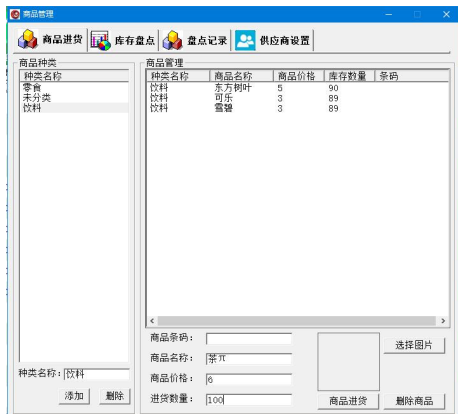 商品管理
商品进货 库存盘点 盘点记录 供应商设置
商品种类
种类名称
零食
未分类
饮料
商品管理
种类名称 商品名称 商品价格 库存数量 条码
饮料 东方树叶 5 90
饮料 可乐 3 89
饮料 雪碧 3 89
商品条码：
选择图片
商品名称： 茶π
种类名称： 饮料
商品价格： 6
添加 删除
进货数量： 100
商品进货 删除商品